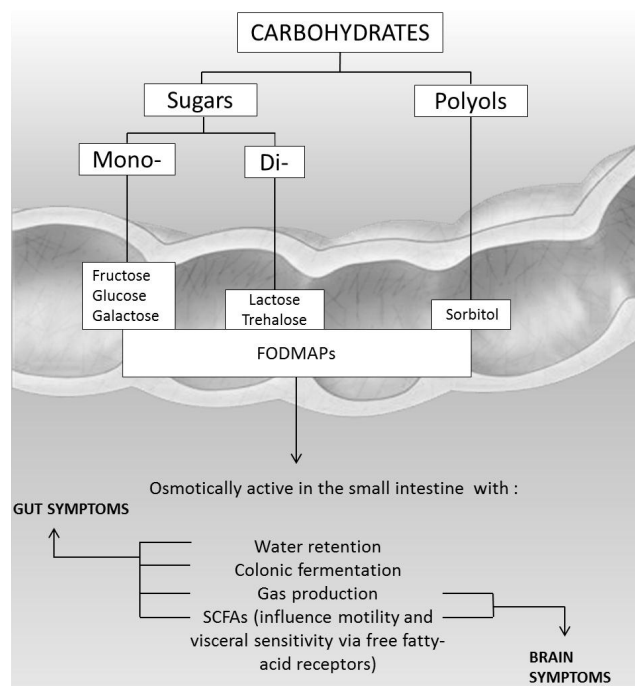 CARBOHYDRATES
Sugars
Polyols
Mono-
Di-
Fructose
Glucose
Galactose
Lactose
Trehalose
Sorbitol
FODMAPs
Osmotically active in the small intestine with :
GUT SYMPTOMS
Water retention
Colonic fermentation
Gas production
SCFAs (influence motility and
visceral sensitivity via free fatty-
acid receptors)
BRAIN
SYMPTOMS